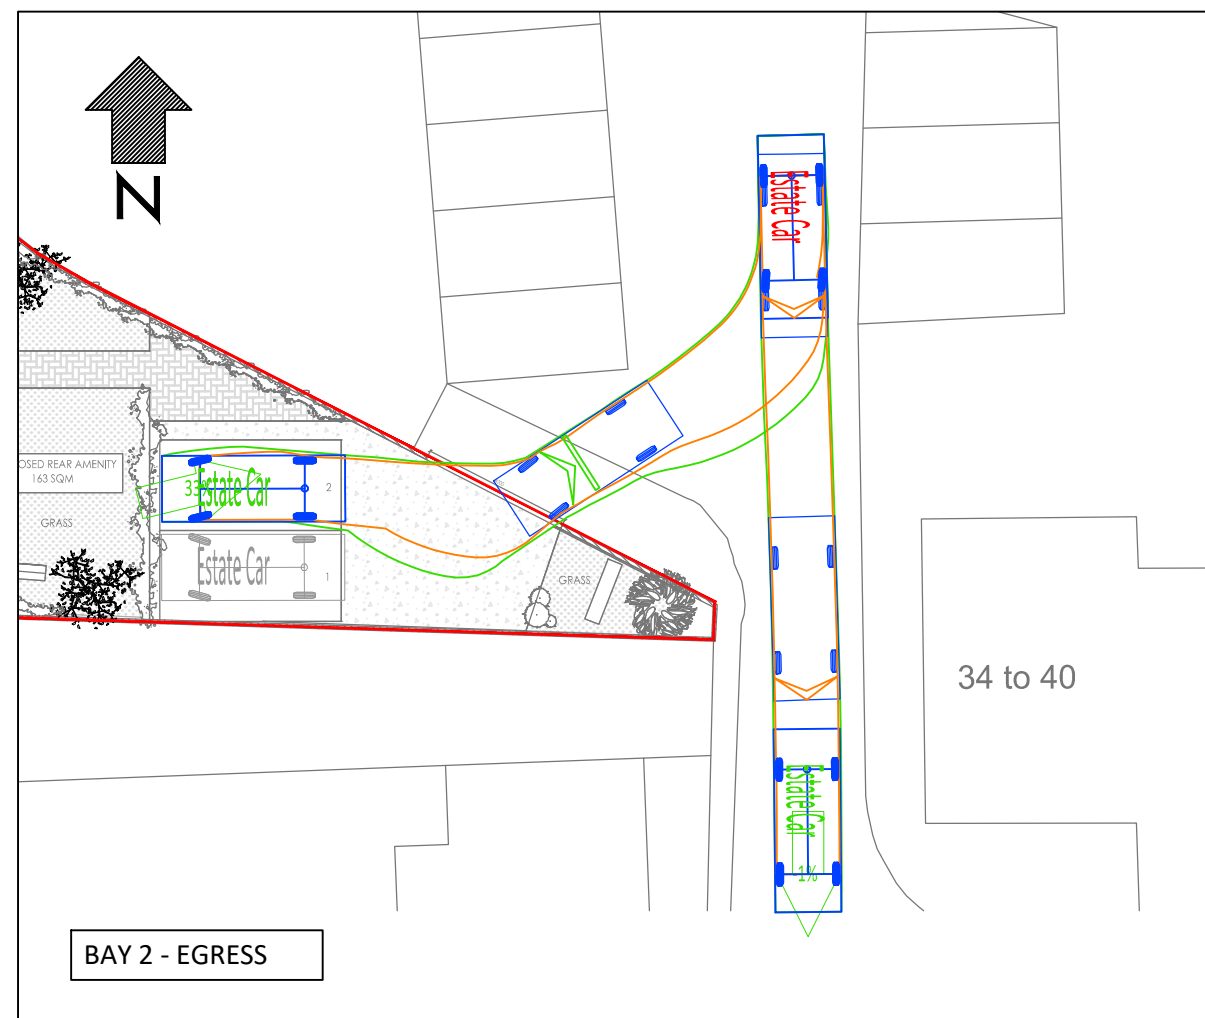 N
Estate Car
OSED REAR AMENITY
163 SQM
GRASS
33%
Estate Car
2
Estate Car
1
GRASS
34 to 40
Estate Car
-1%
BAY 2 - EGRESS